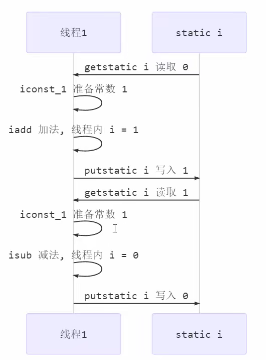 线程1 static i
getstatic i 读取 0
iconst_1 准备常数 1
iadd 加法, 线程内 i = 1
putstatic i 写入 1
getstatic i 读取 1
iconst_1 准备常数 1
isub 减法, 线程内 i = 0
putstatic i 写入 0
线程1 static i